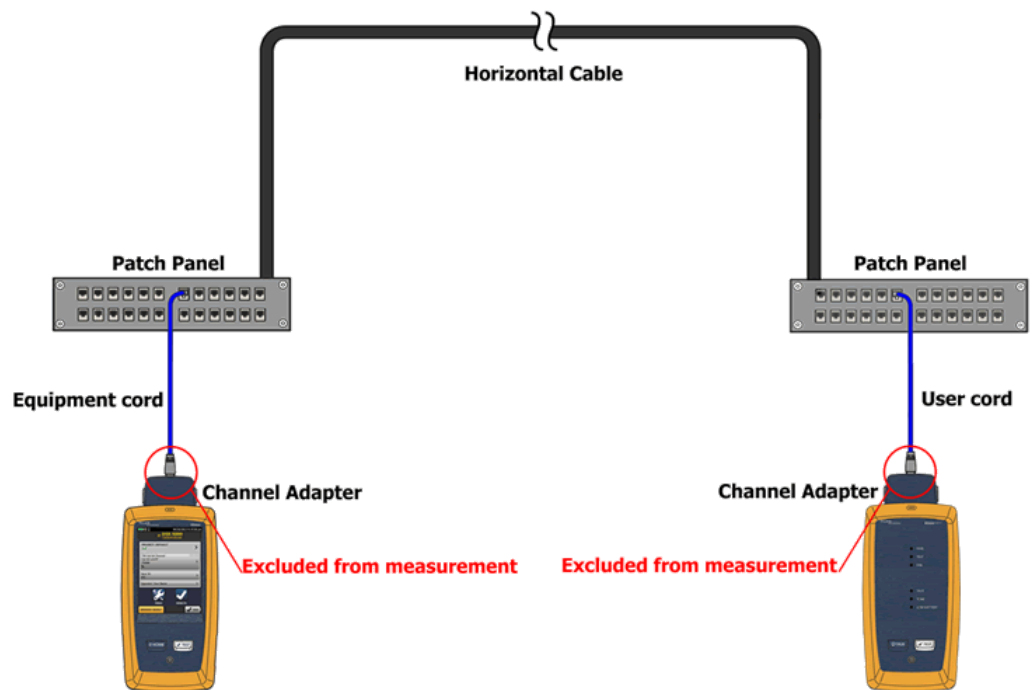 Horizontal Cable
Patch Panel
Patch Panel
Equipment cord
User cord
Channel Adapter
Channel Adapter
Excluded from measurement
Excluded from measurement